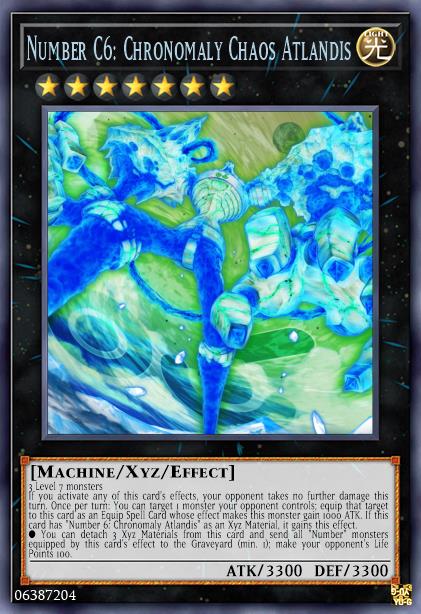 NUMBER C6: CHRONOMALY CHAOS ATLANDIS
LIGHT
光
[MACHINE/XYZ/EFFECT]
3 Level 7 monsters
If you activate any of this card's effects, your opponent takes no further damage this
turn. Once per turn: You can target 1 monster your opponent controls; equip that target
to this card as an Equip Spell Card whose effect makes this monster gain 1000 ATK. If this
card has "Number 6: Chronomaly Atlandis" as an Xyz Material, it gains this effect.
● You can detach 3 Xyz Materials from this card and send all "Number" monsters
equipped by this card's effect to the Graveyard (min. 1); make your opponent's Life
Points 100.
ATK/3300 DEF/3300
06387204